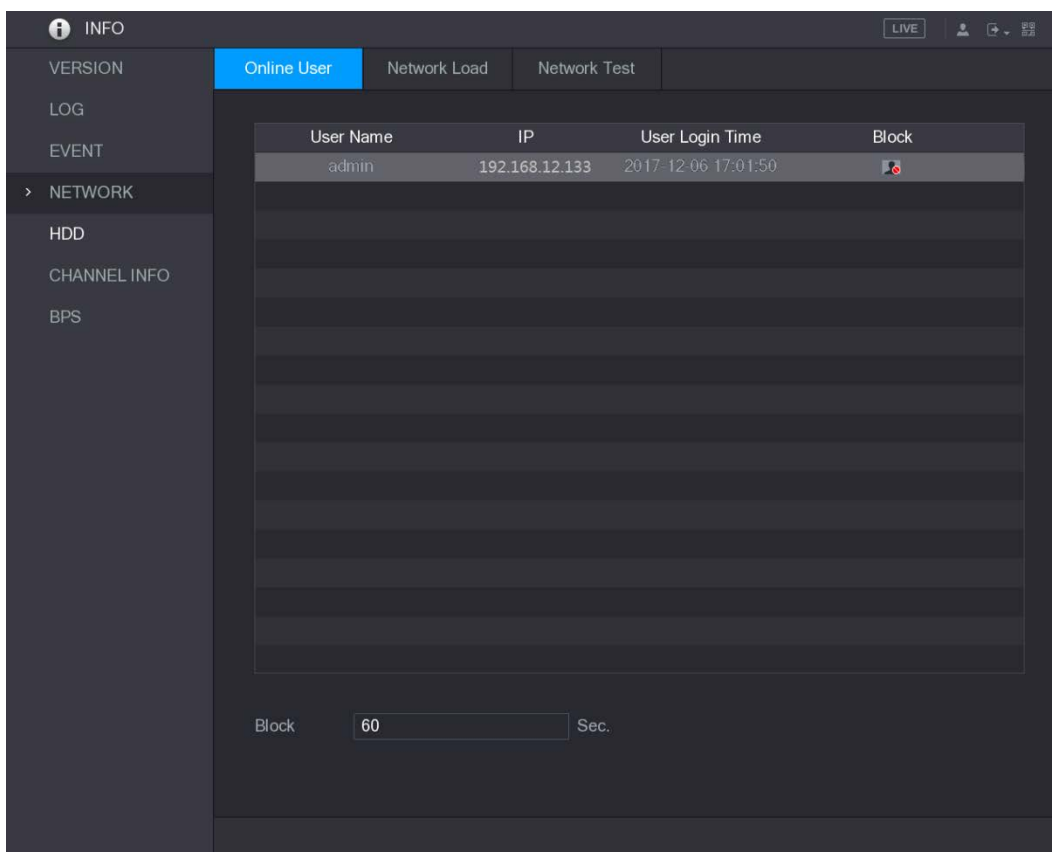 INFO
LIVE
VERSION
LOG
EVENT
NETWORK
HDD
CHANNEL INFO
BPS
Online User Network Load Network Test
User Name IP User Login Time Block
admin 192.168.12.133 2017-12-06 17:01:50
Block 60 Sec.